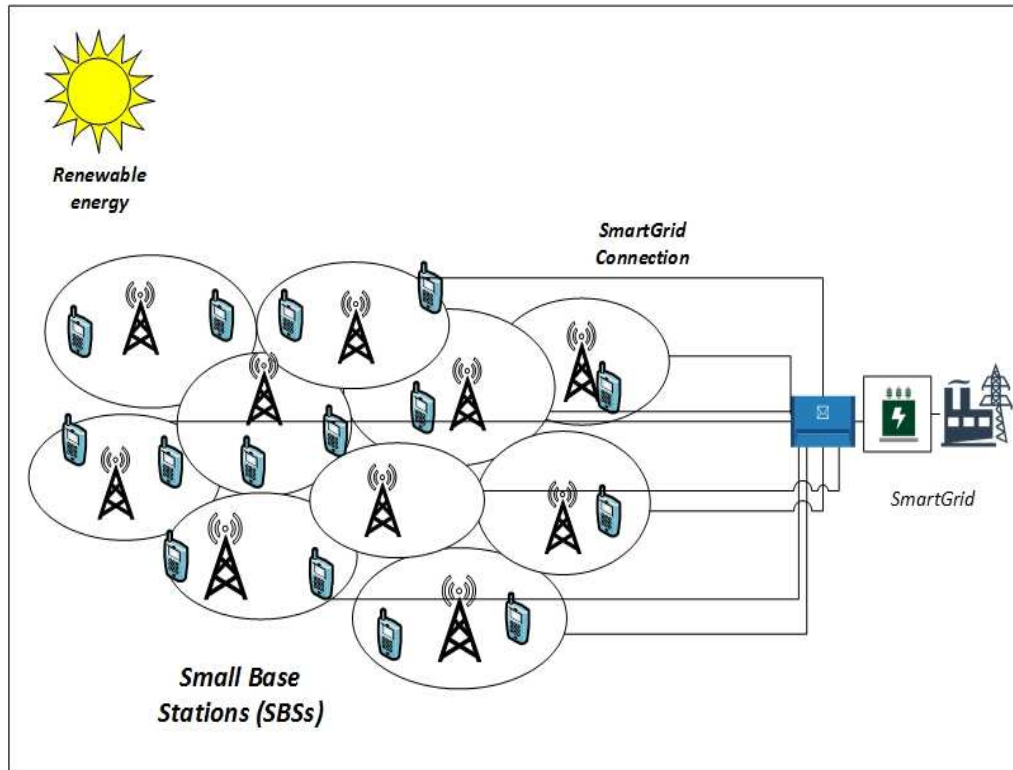 Renewable
energy
SmartGrid
Connection
SmartGrid
Small Base
Stations (SBSs)